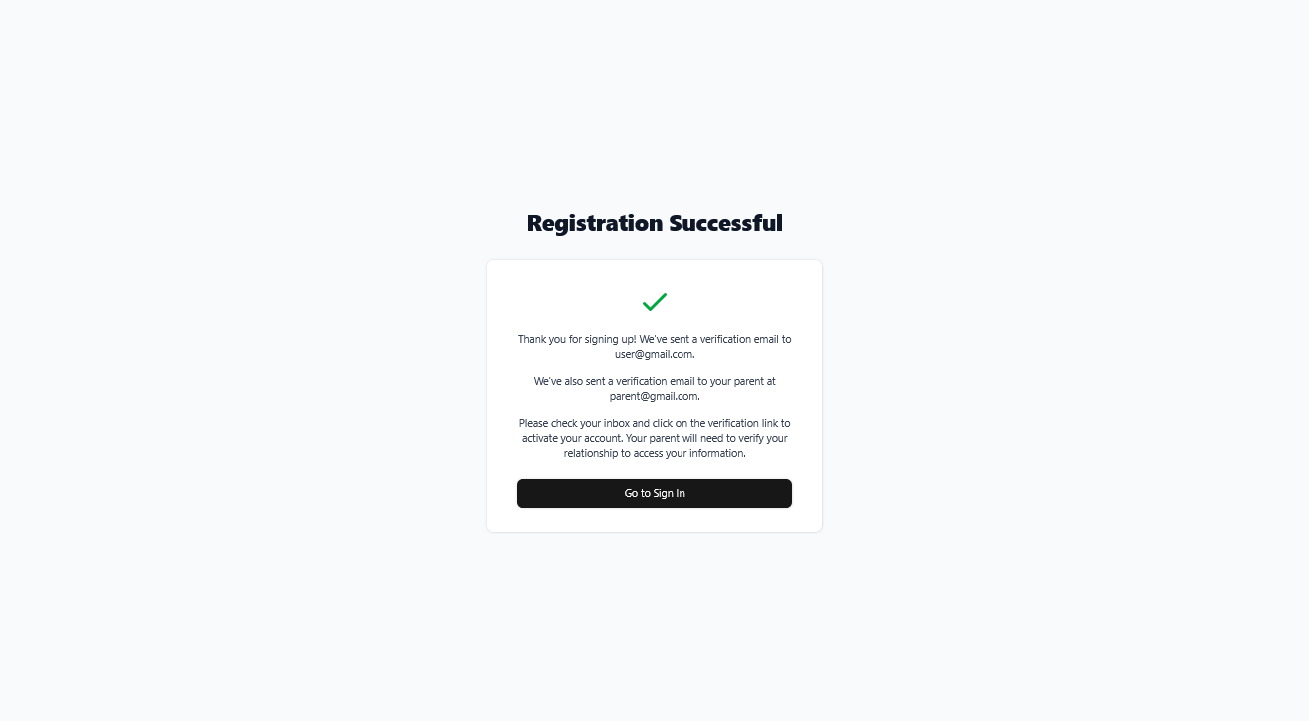 Registration Successful
Thank you for signing up! We've sent a verification email to
user@gmail.com.
We've also sent a verification email to your parent at
parent@gmail.com.
Please check your inbox and click on the verification link to
activate your account. Your parent will need to verify your
relationship to access your information.
Go to Sign In